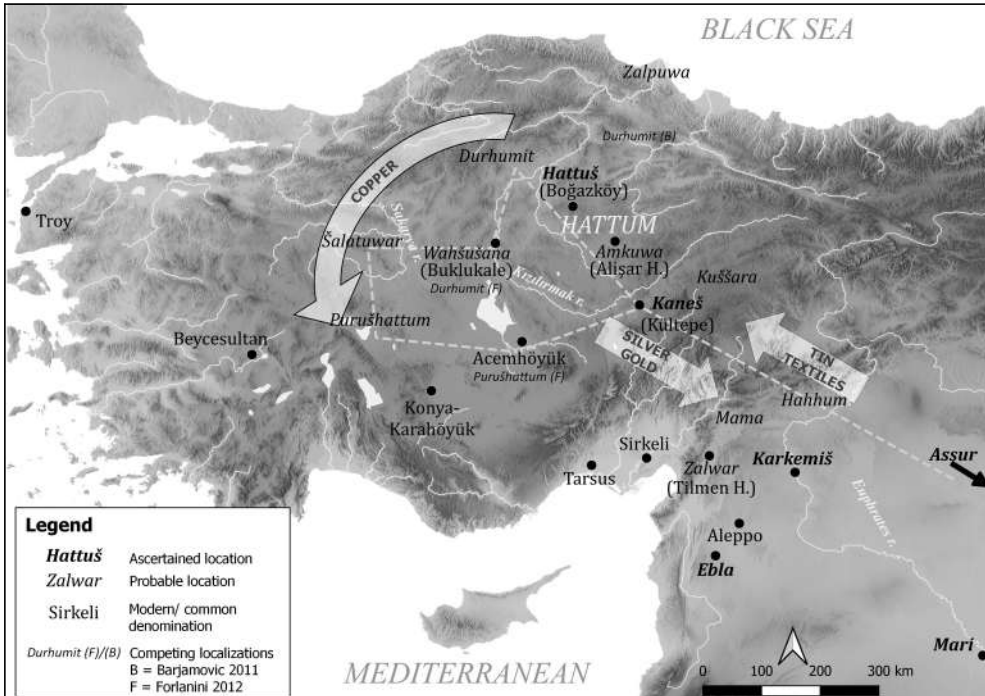 BLACK SEA
Zalpuwa
Durhumit (B)
Durhumit
COPPER
Hattuš
(Boğazköy)
HATTUM
Troy
Sakarya r.
Šalatuwar
Wahšušana
(Buklukale)
Durhumit (F)
Amkuwa
(Alişar H.)
Kızılırmak r.
Kuššara
Kaneš
(Kültepe)
Purušhattum
Beycesultan
Acemhöyük
Purušhattum (F)
SILVER
GOLD
TIN
TEXTILES
Hahhum
Konya-
Karahöyük
Mama
Sirkeli
Tarsus
Zalwar
(Tilmen H.)
Karkemiš
Assur
Euphrates r.
Aleppo
Ebla
Mari
MEDITERRANEAN
Legend
Hattuš Ascertained location
Zalwar Probable location
Sirkeli Modern/ common
denomination
Durhumit (F)/(B) Competing localizations
B = Barjamovic 2011
F = Forlanini 2012
0 100 200 300 km